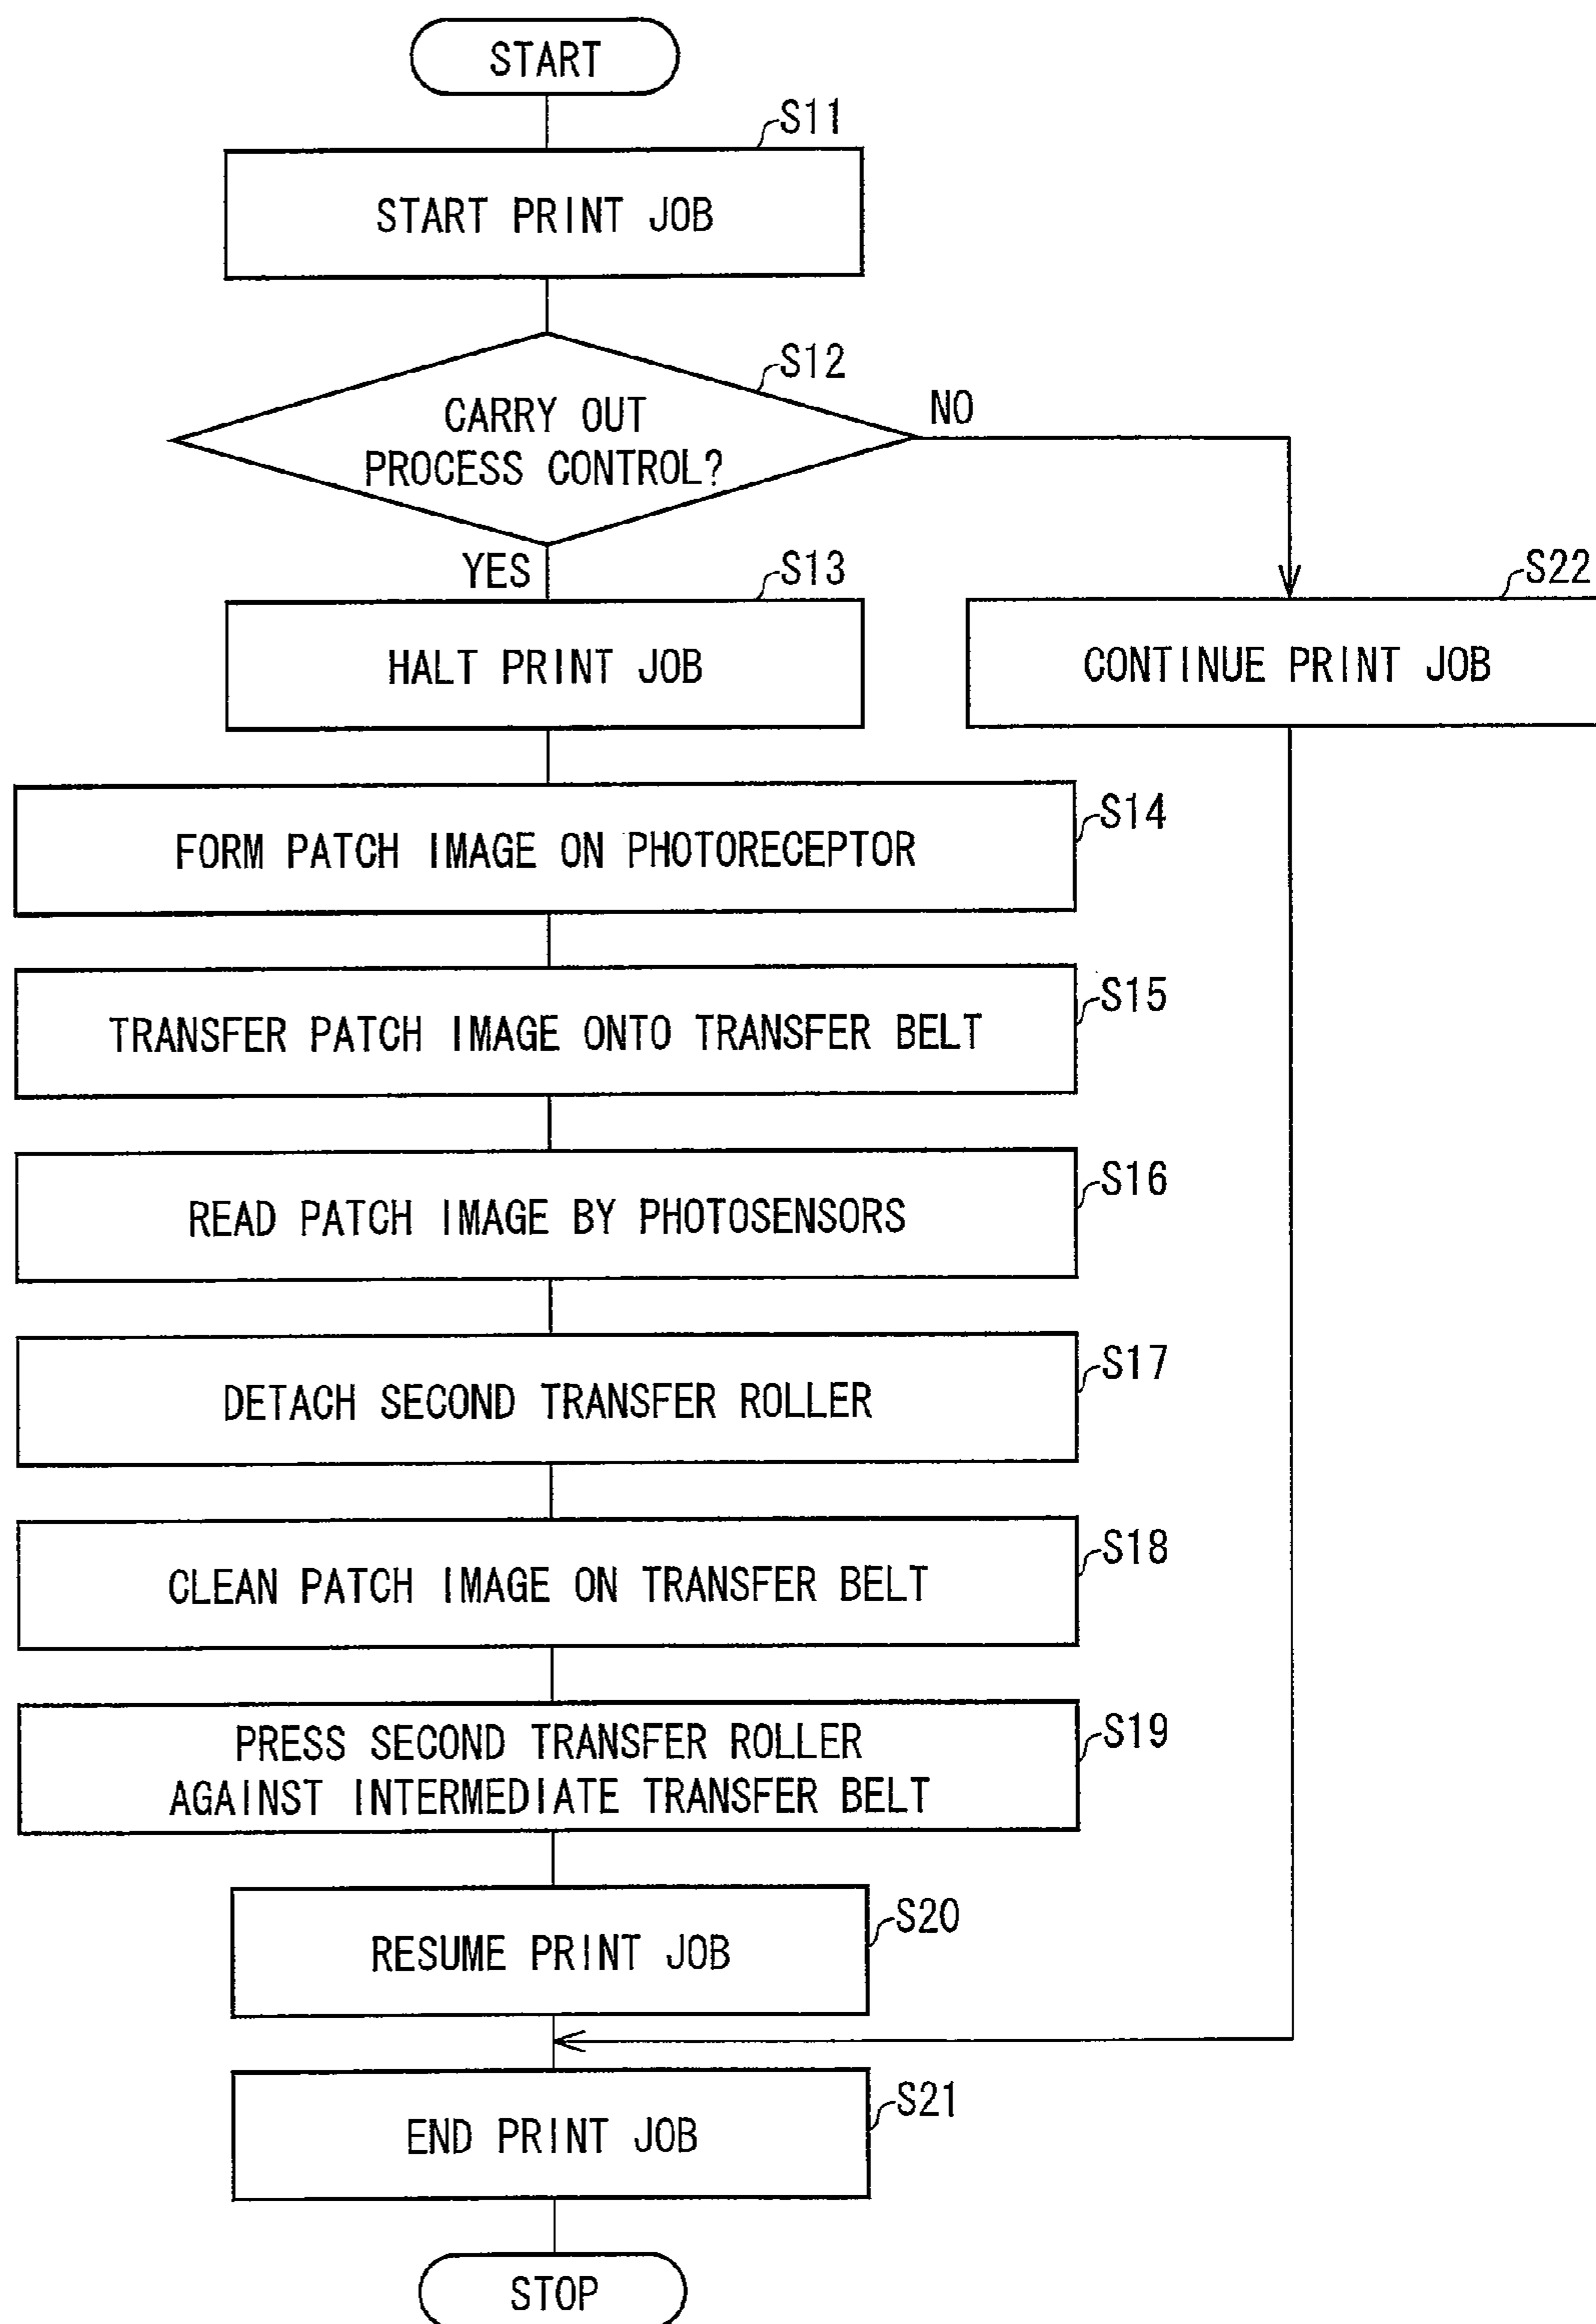 START
S11
START PRINT JOB
S12
CARRY OUT
PROCESS CONTROL?
NO
YES
S13
HALT PRINT JOB
S22
CONTINUE PRINT JOB
S14
FORM PATCH IMAGE ON PHOTORECEPTOR
S15
TRANSFER PATCH IMAGE ONTO TRANSFER BELT
S16
READ PATCH IMAGE BY PHOTOSENSORS
S17
DETACH SECOND TRANSFER ROLLER
S18
CLEAN PATCH IMAGE ON TRANSFER BELT
S19
PRESS SECOND TRANSFER ROLLER
AGAINST INTERMEDIATE TRANSFER BELT
S20
RESUME PRINT JOB
S21
END PRINT JOB
STOP